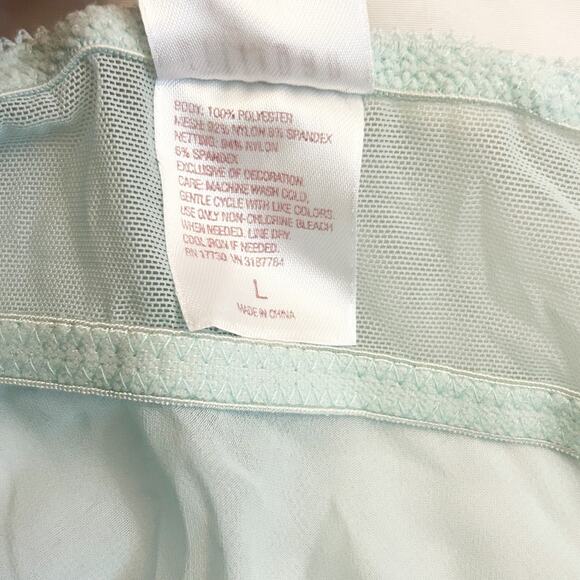 BODY: 100% POLYESTER
MESH: 92% NYLON 8% SPANDEX
NETTING: 94% NYLON
6% SPANDEX
EXCLUSIVE OF DECORATION.
CARE: MACHINE WASH COLD,
GENTLE CYCLE WITH LIKE COLORS.
USE ONLY NON-CHLORINE BLEACH
WHEN NEEDED. LINE DRY.
COOL IRON IF NEEDED.
RN 17730 VN 3187784
L
MADE IN CHINA